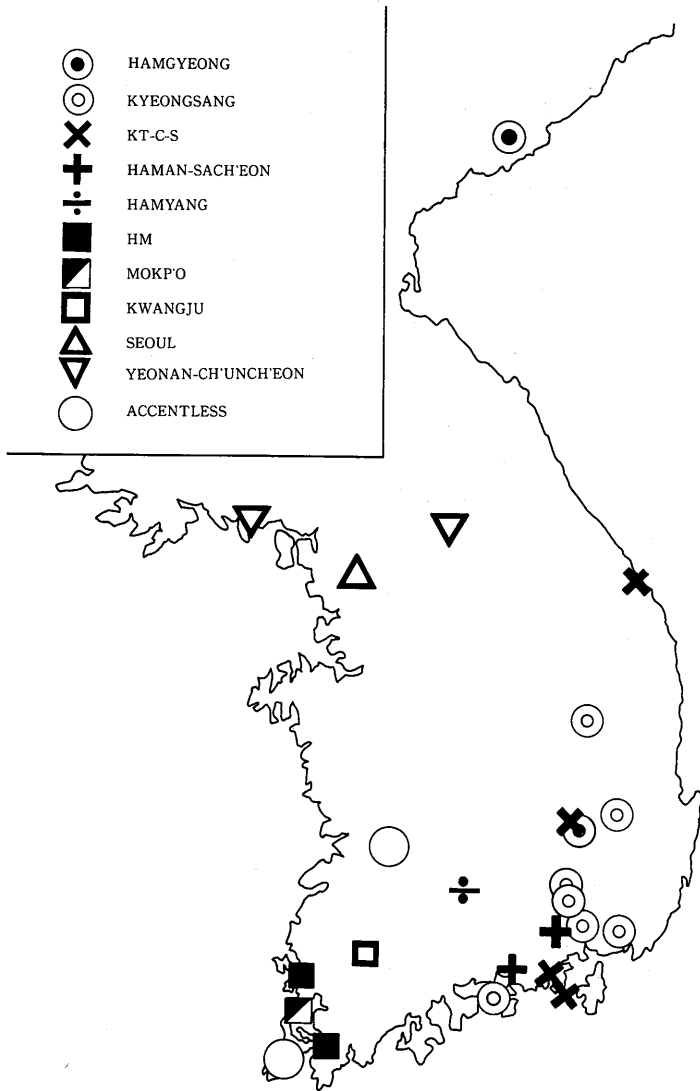 HAMGYEONG
KYEONGSANG
KT-C-S
HAMAN-SACH'EON
HAMYANG
HM
MOKP'O
KWANGJU
SEOUL
YEONAN-CH'UNCH'EON
ACCENTLESS